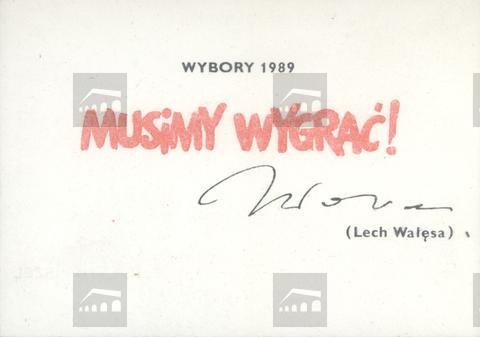 WYBORY 1989
MUSIMY WYGRAĆ!
(Lech Wałęsa)